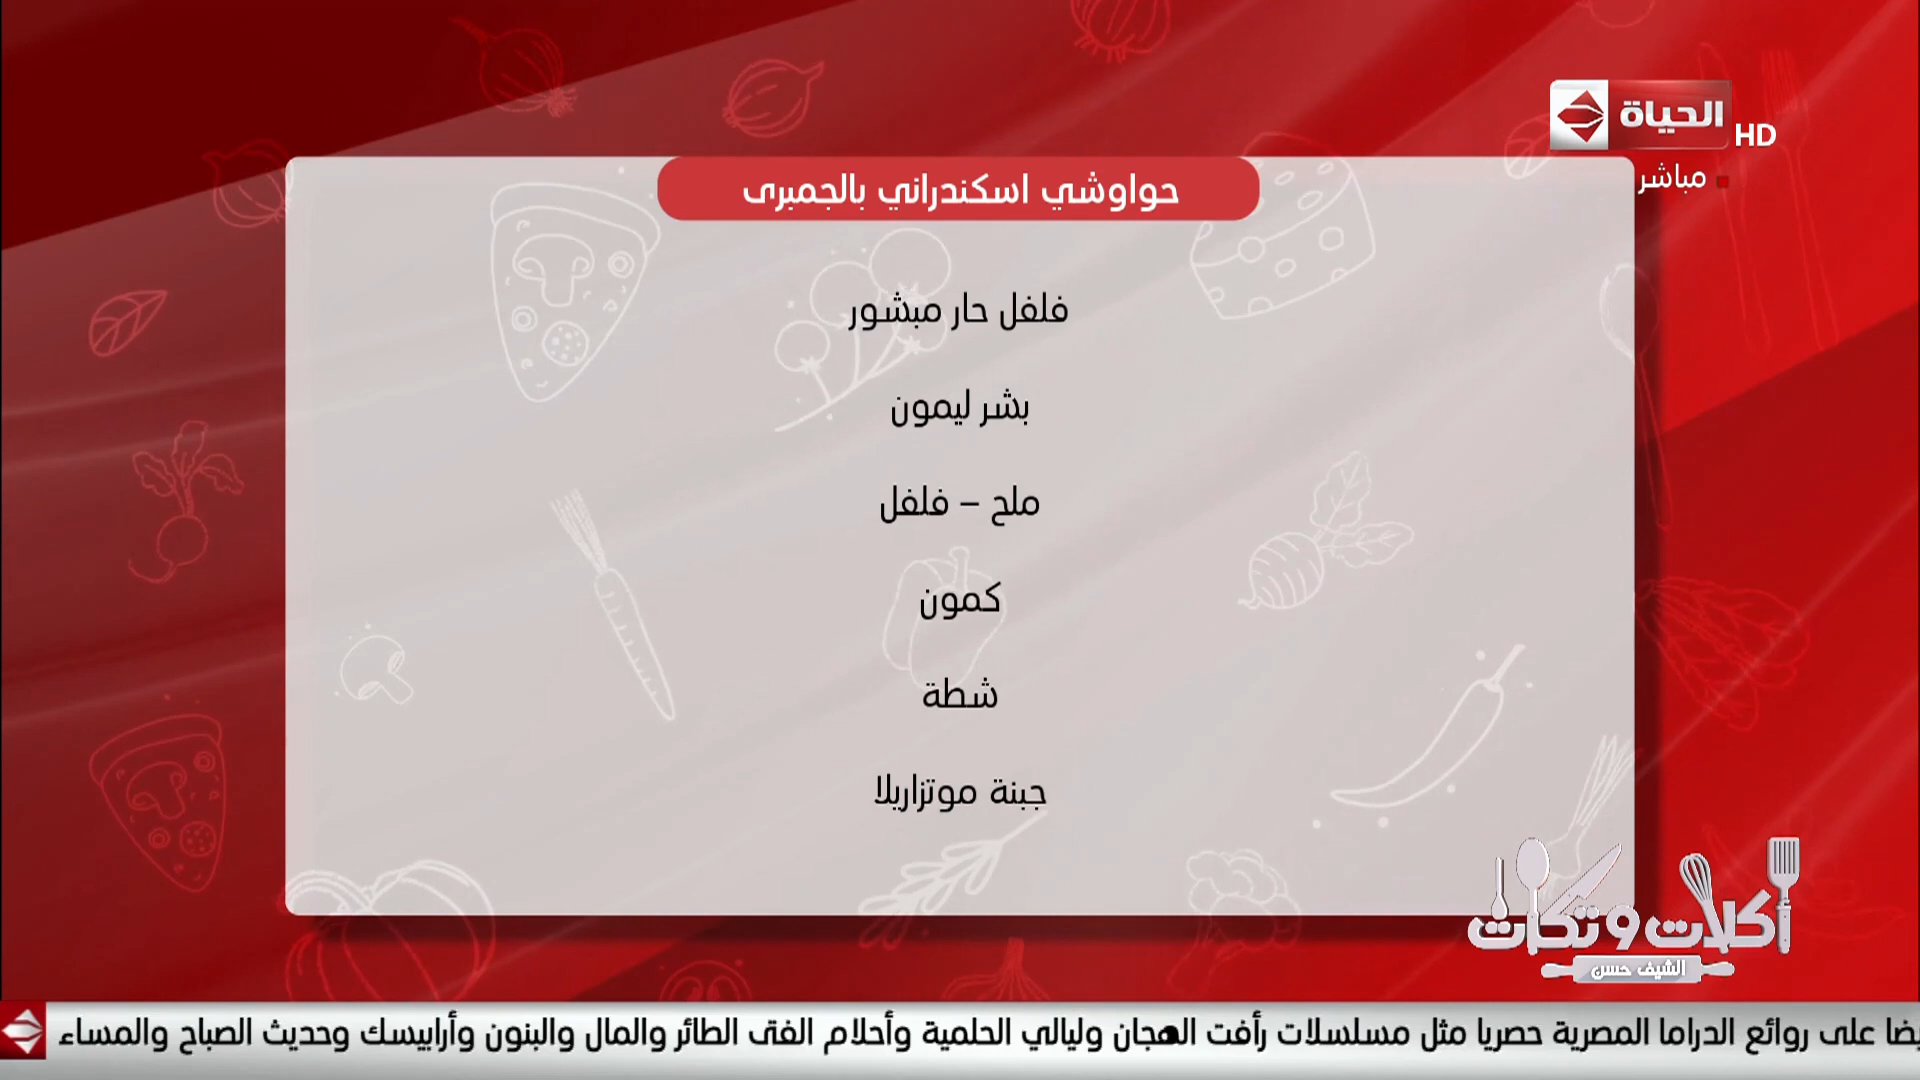 الحياة
HD
مباشر
حواوشي اسكندراني بالجمبرى
فلفل حار مبشور
بشر ليمون
ملح – فلفل
كمون
شطة
جبنة موتزاريلا
أكلات و تكات
الشيف حسن
يضا على روائع الدراما المصرية حصريا مثل مسلسلات رأفت الهجان وليالي الحلمية وأحلام الفتى الطائر والمال والبنون وأرابيسك وحديث الصباح والمساء